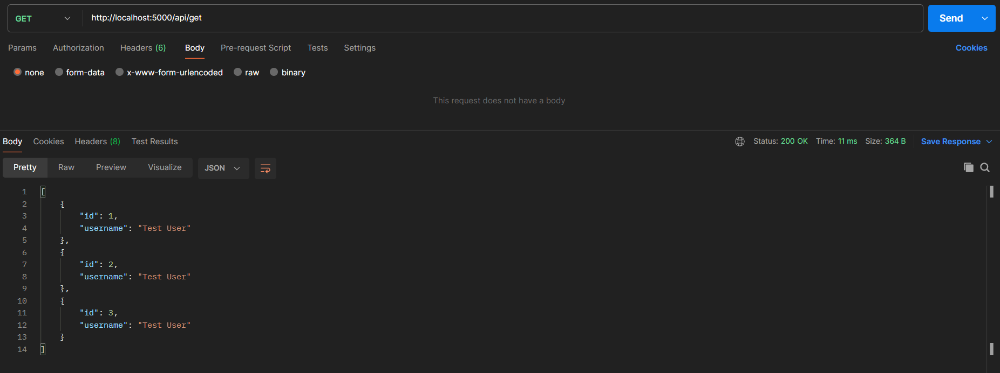 GET http://localhost:5000/api/get Send
Params Authorization Headers (6) Body Pre-request Script Tests Settings Cookies
none form-data x-www-form-urlencoded raw binary
This request does not have a body
Body Cookies Headers (8) Test Results Status: 200 OK Time: 11 ms Size: 364 B Save Response
Pretty Raw Preview Visualize JSON
1 [
2 {
3 "id": 1,
4 "username": "Test User"
5 },
6 {
7 "id": 2,
8 "username": "Test User"
9 },
10 {
11 "id": 3,
12 "username": "Test User"
13 }
14 ]